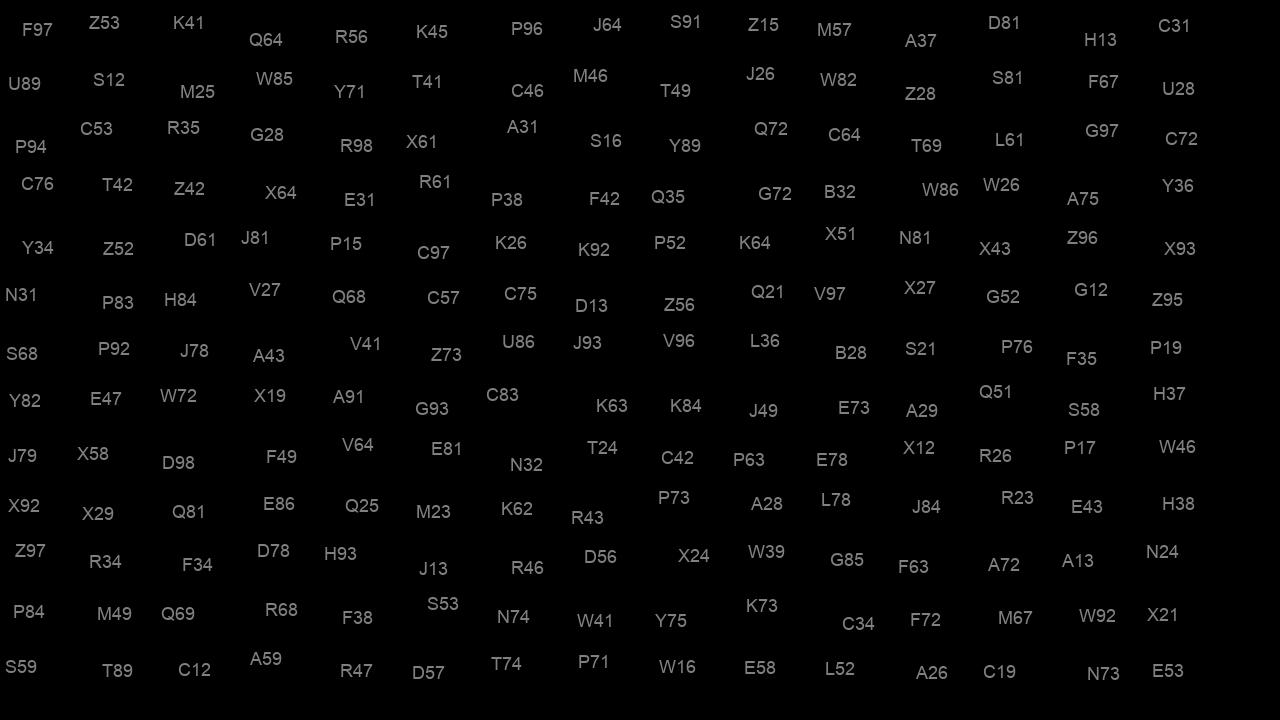 F97 Z53 K41 Q64 R56 K45 P96 J64 S91 Z15 M57 A37 D81 H13 C31
U89 S12 M25 W85 Y71 T41 C46 M46 T49 J26 W82 Z28 S81 F67 U28
P94 C53 R35 G28 R98 X61 A31 S16 Y89 Q72 C64 T69 L61 G97 C72
C76 T42 Z42 X64 E31 R61 P38 F42 Q35 G72 B32 W86 W26 A75 Y36
Y34 Z52 D61 J81 P15 C97 K26 K92 P52 K64 X51 N81 X43 Z96 X93
N31 P83 H84 V27 Q68 C57 C75 D13 Z56 Q21 V97 X27 G52 G12 Z95
S68 P92 J78 A43 V41 Z73 U86 J93 V96 L36 B28 S21 P76 F35 P19
Y82 E47 W72 X19 A91 G93 C83 K63 K84 J49 E73 A29 Q51 S58 H37
J79 X58 D98 F49 V64 E81 N32 T24 C42 P63 E78 X12 R26 P17 W46
X92 X29 Q81 E86 Q25 M23 K62 R43 P73 A28 L78 J84 R23 E43 H38
Z97 R34 F34 D78 H93 J13 R46 D56 X24 W39 G85 F63 A72 A13 N24
P84 M49 Q69 R68 F38 S53 N74 W41 Y75 K73 C34 F72 M67 W92 X21
S59 T89 C12 A59 R47 D57 T74 P71 W16 E58 L52 A26 C19 N73 E53